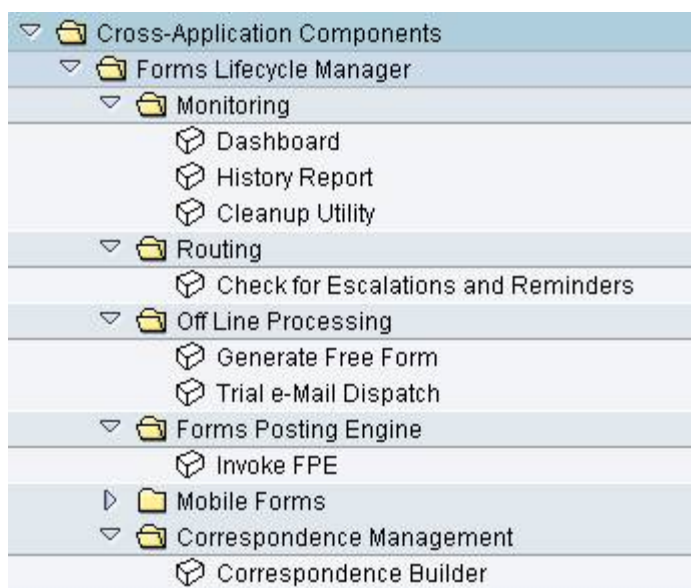 Cross-Application Components
Forms Lifecycle Manager
Monitoring
Dashboard
History Report
Cleanup Utility
Routing
Check for Escalations and Reminders
Off Line Processing
Generate Free Form
Trial e-Mail Dispatch
Forms Posting Engine
Invoke FPE
Mobile Forms
Correspondence Management
Correspondence Builder